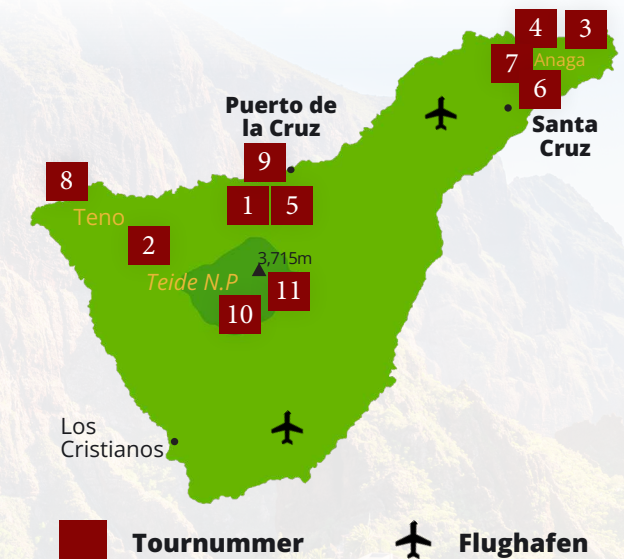 4
3
7
Anaga
6
Puerto de
la Cruz
Santa
Cruz
9
8
1
5
Teno
2
3,715m
Teide N.P
11
10
Los
Cristianos
Tournummer
Flughafen